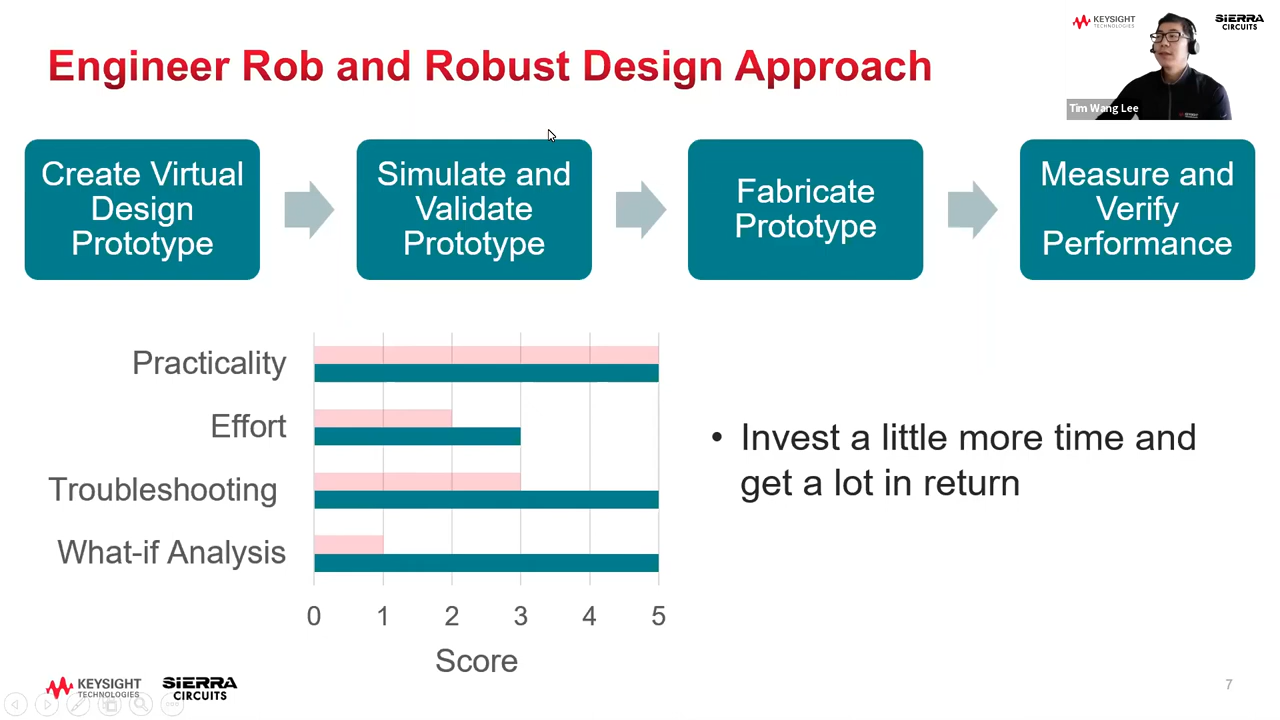 Engineer Rob and Robust Design Approach
KEYSIGHT
TECHNOLOGIES
SIERRA
CIRCUITS
Tim Wang Lee
Create Virtual
Design
Prototype
Simulate and
Validate
Prototype
Fabricate
Prototype
Measure and
Verify
Performance
Practicality
Effort
Troubleshooting
What-if Analysis
0 1 2 3 4 5
Score
• Invest a little more time and
get a lot in return
KEYSIGHT
TECHNOLOGIES
SIERRA
CIRCUITS
7